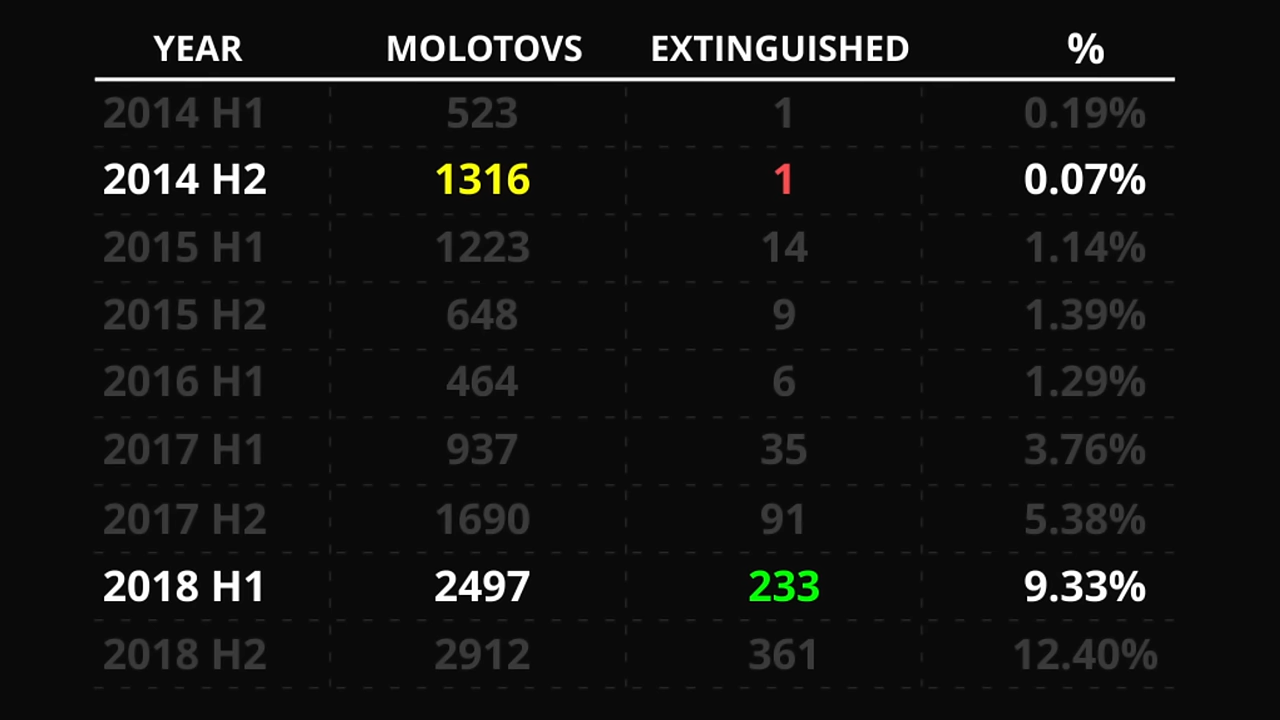 YEAR MOLOTOVS EXTINGUISHED %
2014 H1 523 1 0.19%
2014 H2 1316 1 0.07%
2015 H1 1223 14 1.14%
2015 H2 648 9 1.39%
2016 H1 464 6 1.29%
2017 H1 937 35 3.76%
2017 H2 1690 91 5.38%
2018 H1 2497 233 9.33%
2018 H2 2912 361 12.40%